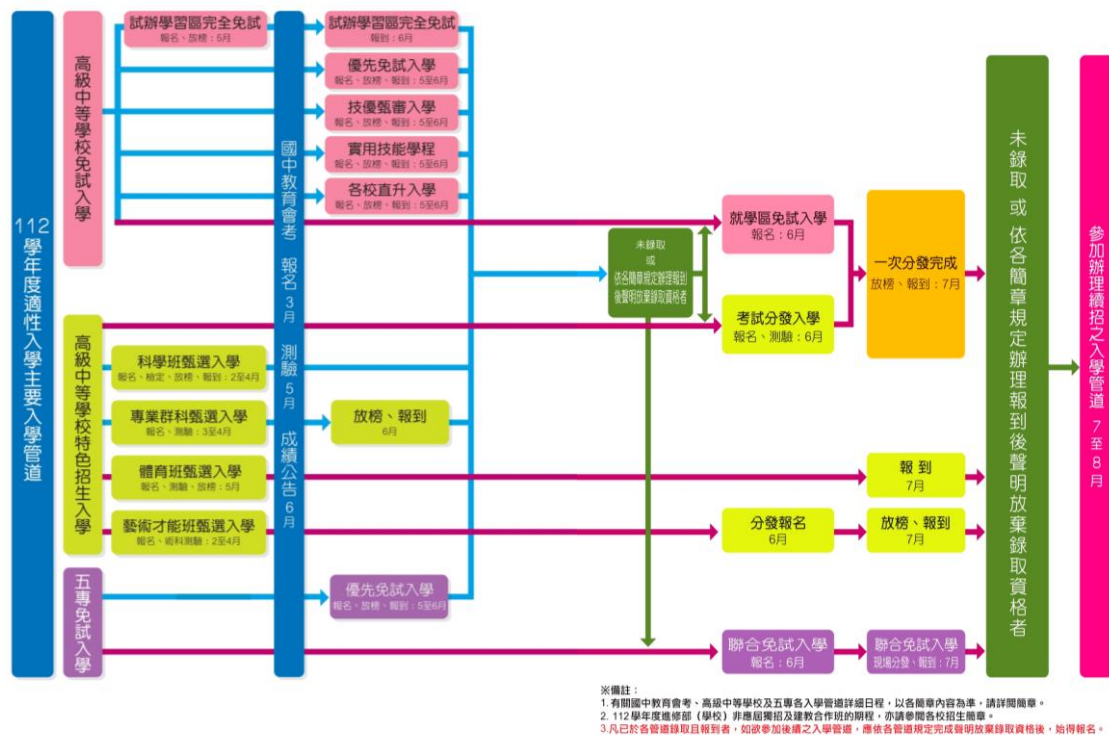 112學年度適性入學主要入學管道
高級中等學校免試入學
試辦學習區完全免試
報名、放榜：5月
國中教育會考 報名3月 測驗5月 成績公告6月
試辦學習區完全免試
報到：6月
優先免試入學
報名、放榜、報到：5至6月
技優甄審入學
報名、放榜、報到：5至6月
實用技能學程
報名、放榜、報到：5至6月
各校直升入學
報名、放榜、報到：5至6月
未錄取
或
依各簡章規定辦理報到
後聲明放棄錄取資格者
就學區免試入學
報名：6月
考試分發入學
報名、測驗：6月
一次分發完成
放榜、報到：7月
高級中等學校特色招生入學
科學班甄選入學
報名、檢定、放榜、報到：2至4月
專業群科甄選入學
報名、測驗：3至4月
放榜、報到
6月
體育班甄選入學
報名、測驗、放榜：5月
報到
7月
藝術才能班甄選入學
報名、術科測驗：2至4月
分發報名
6月
放榜、報到
7月
五專免試入學
優先免試入學
報名、放榜、報到：5至6月
聯合免試入學
報名：6月
聯合免試入學
現場分發、報到：7月
未錄取 或 依各簡章規定辦理報到後聲明放棄錄取資格者
參加辦理續招之入學管道 7至8月
※備註：
1. 有關國中教育會考、高級中等學校及五專各入學管道詳細日程，以各簡章內容為準，請詳閱簡章。
2. 112學年度進修部（學校）非應屆獨招及建教合作班的期程，亦請參閱各校招生簡章。
3.凡已於各管道錄取且報到者，如欲參加後續之入學管道，應依各管道規定完成聲明放棄錄取資格後，始得報名。